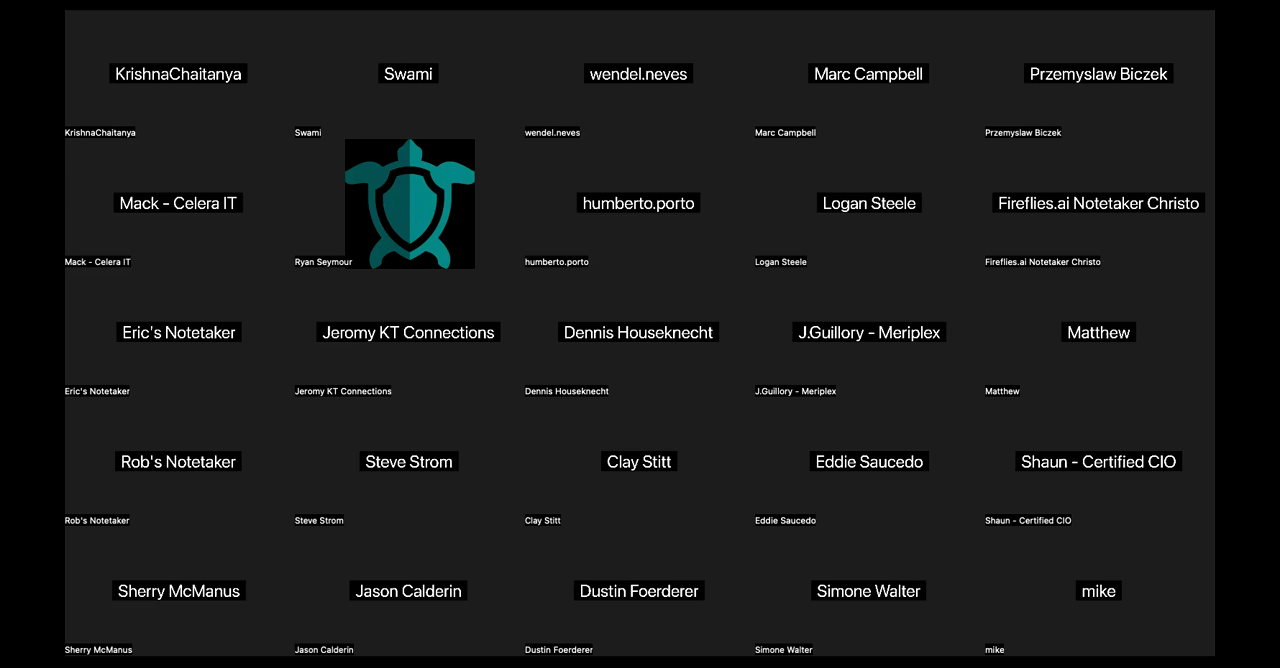 KrishnaChaitanya
Swami
wendel.neves
Marc Campbell
Przemyslaw Biczek
KrishnaChaitanya
Swami
wendel.neves
Marc Campbell
Przemyslaw Biczek
Mack - Celera IT
humberto.porto
Logan Steele
Fireflies.ai Notetaker Christo
Mack - Celera IT
Ryan Seymour
humberto.porto
Logan Steele
Fireflies.ai Notetaker Christo
Eric's Notetaker
Jeromy KT Connections
Dennis Houseknecht
J.Guillory - Meriplex
Matthew
Eric's Notetaker
Jeromy KT Connections
Dennis Houseknecht
J.Guillory - Meriplex
Matthew
Rob's Notetaker
Steve Strom
Clay Stitt
Eddie Saucedo
Shaun - Certified CIO
Rob's Notetaker
Steve Strom
Clay Stitt
Eddie Saucedo
Shaun - Certified CIO
Sherry McManus
Jason Calderin
Dustin Foerderer
Simone Walter
mike
Sherry McManus
Jason Calderin
Dustin Foerderer
Simone Walter
mike